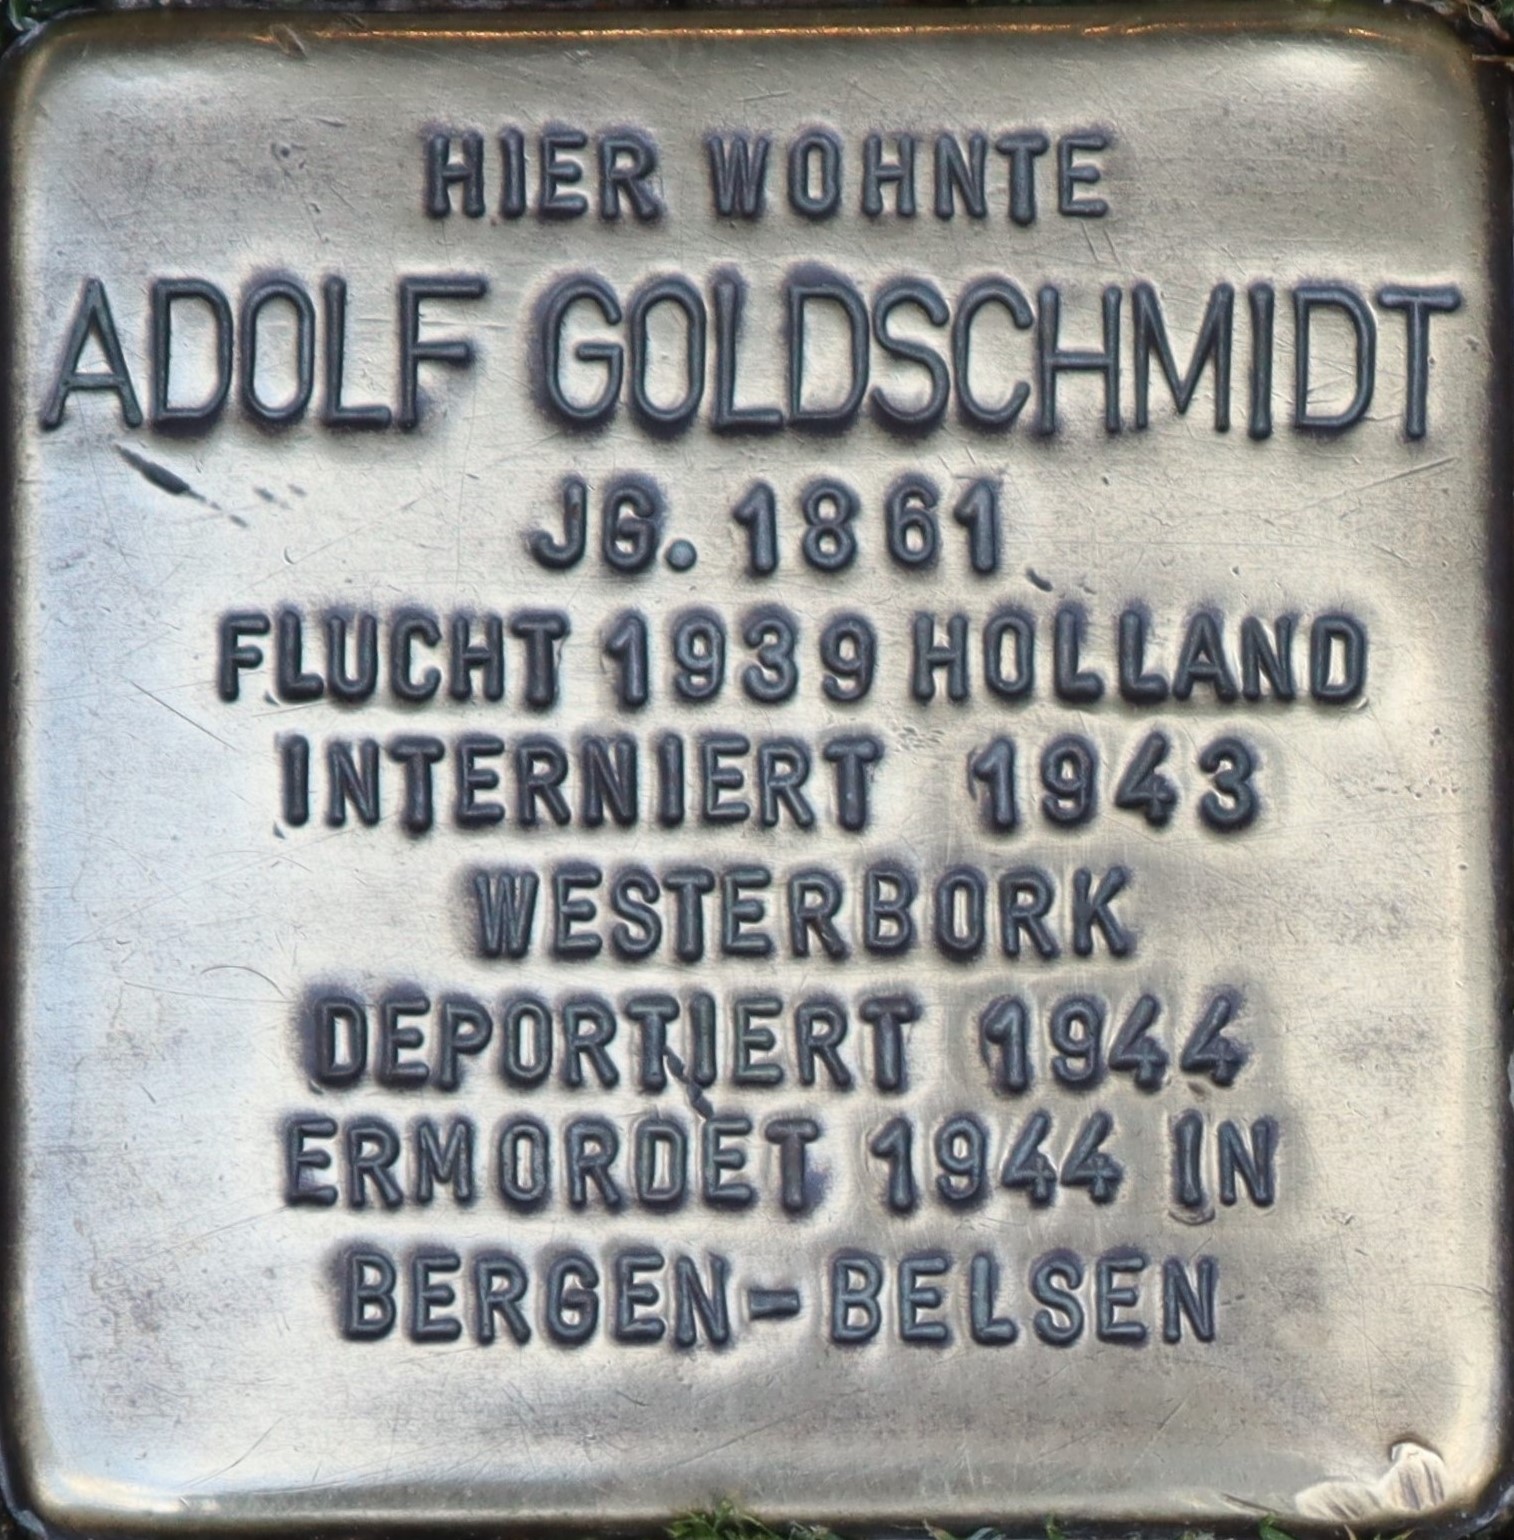 HIER WOHNTE
ADOLF GOLDSCHMIDT
JG. 1861
FLUCHT 1939 HOLLAND
INTERNIERT 1943
WESTERBORK
DEPORTIERT 1944
ERMORDET 1944 IN
BERGEN-BELSEN